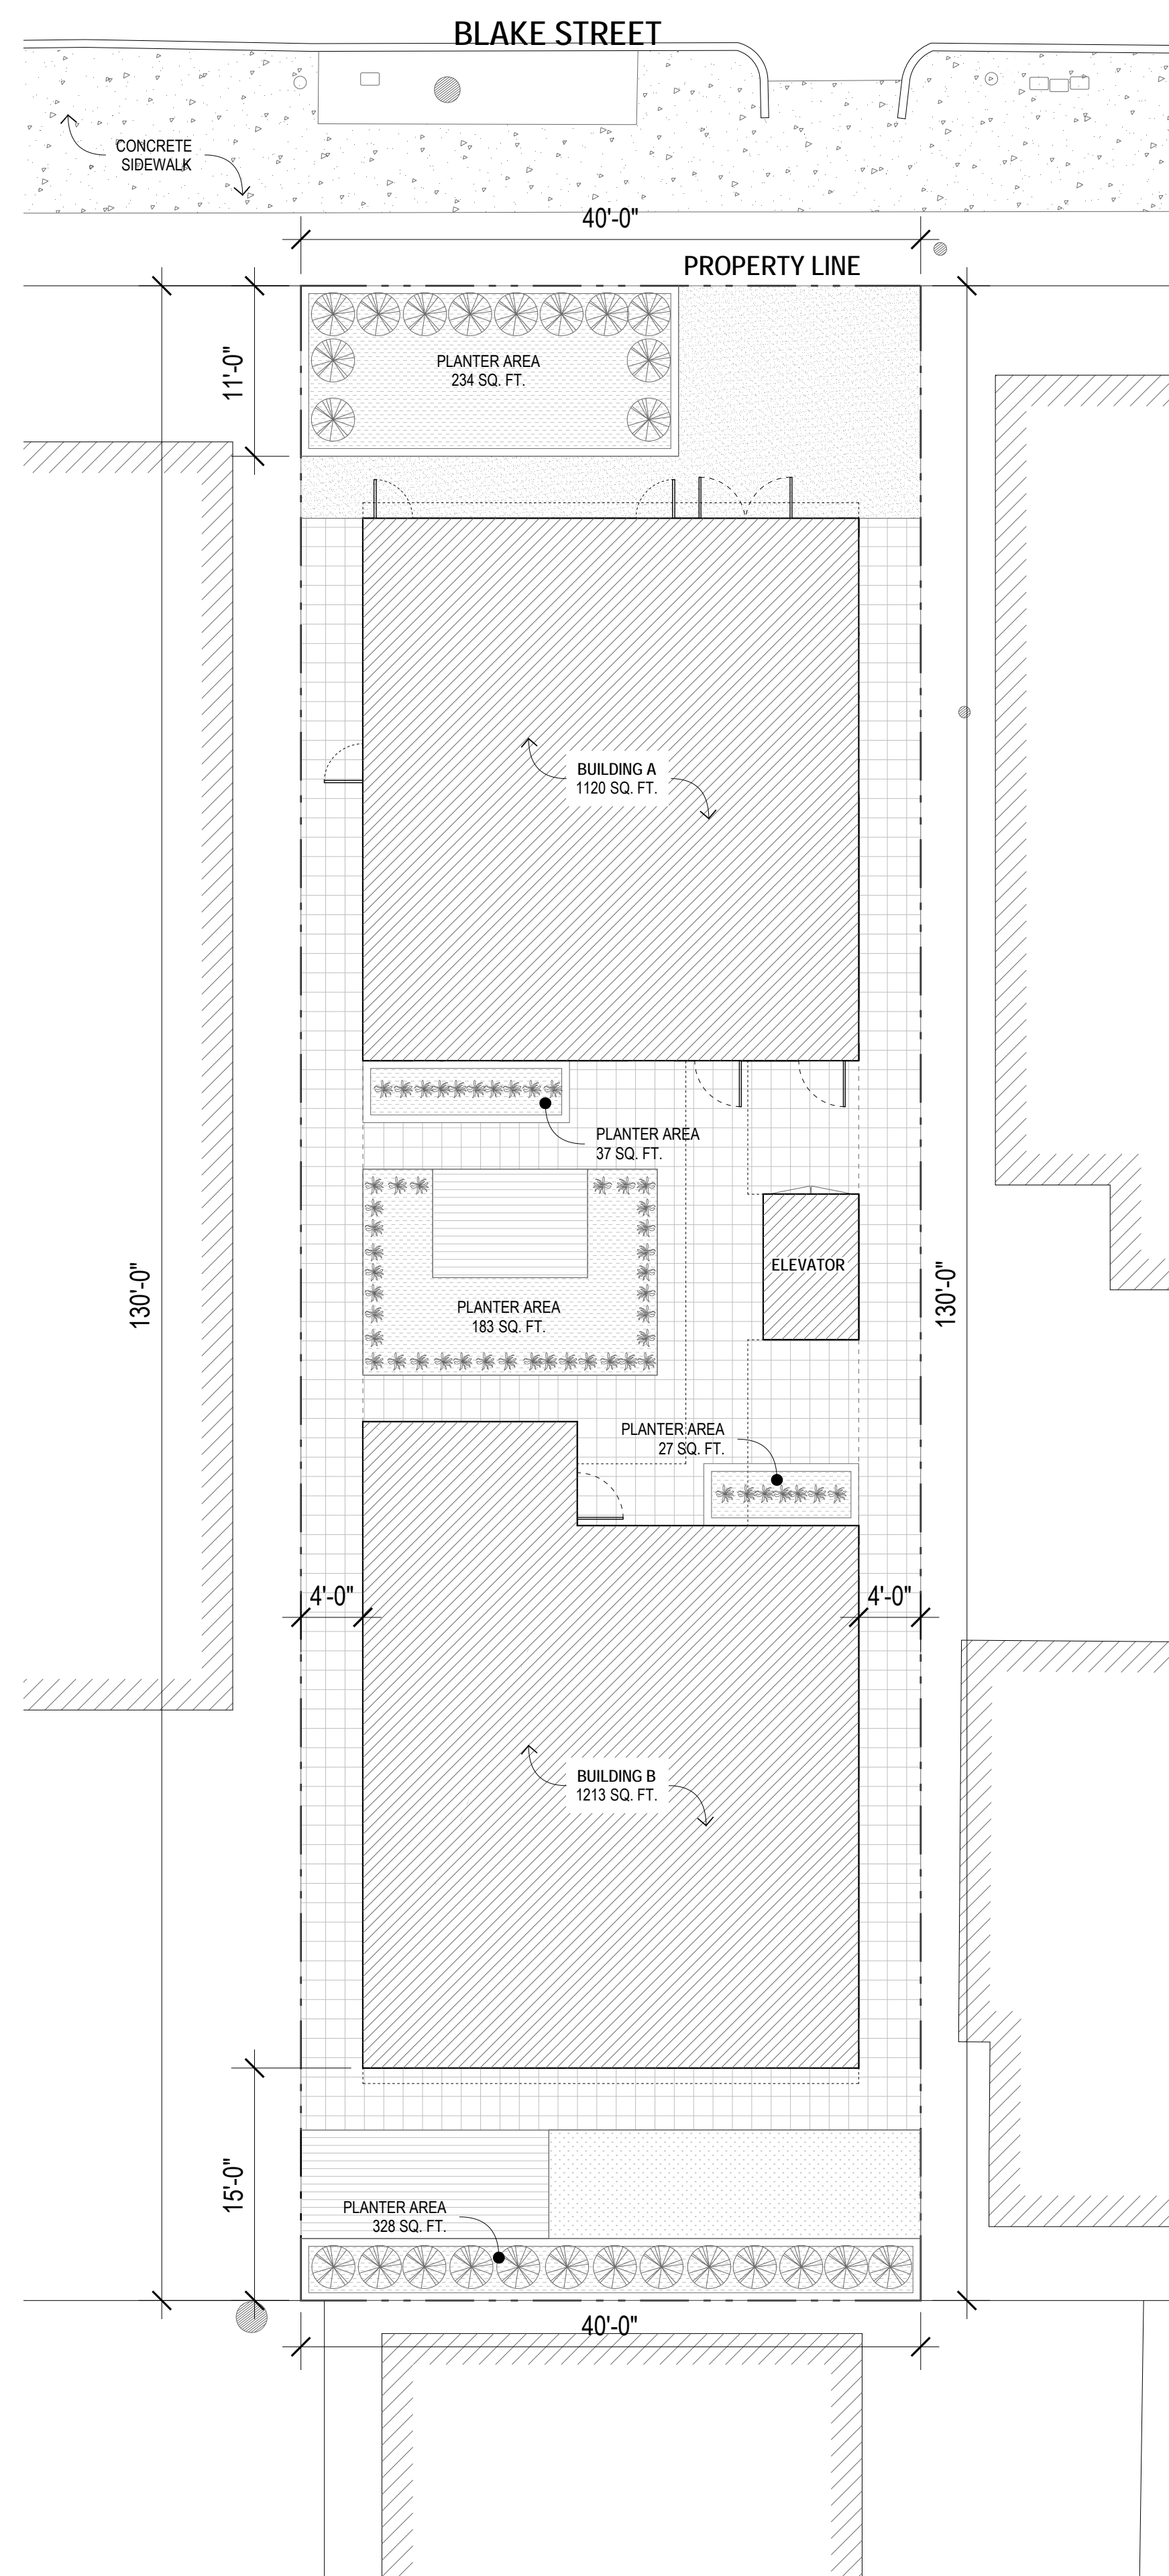 BLAKE STREET
CONCRETE
SIDEWALK
40'-0"
PROPERTY LINE
11'-0"
PLANTER AREA
234 SQ. FT.
BUILDING A
1120 SQ. FT.
PLANTER AREA
37 SQ. FT.
ELEVATOR
130'-0"
130'-0"
PLANTER AREA
183 SQ. FT.
PLANTER AREA
27 SQ. FT.
4'-0"
4'-0"
BUILDING B
1213 SQ. FT.
15'-0"
PLANTER AREA
328 SQ. FT.
40'-0"